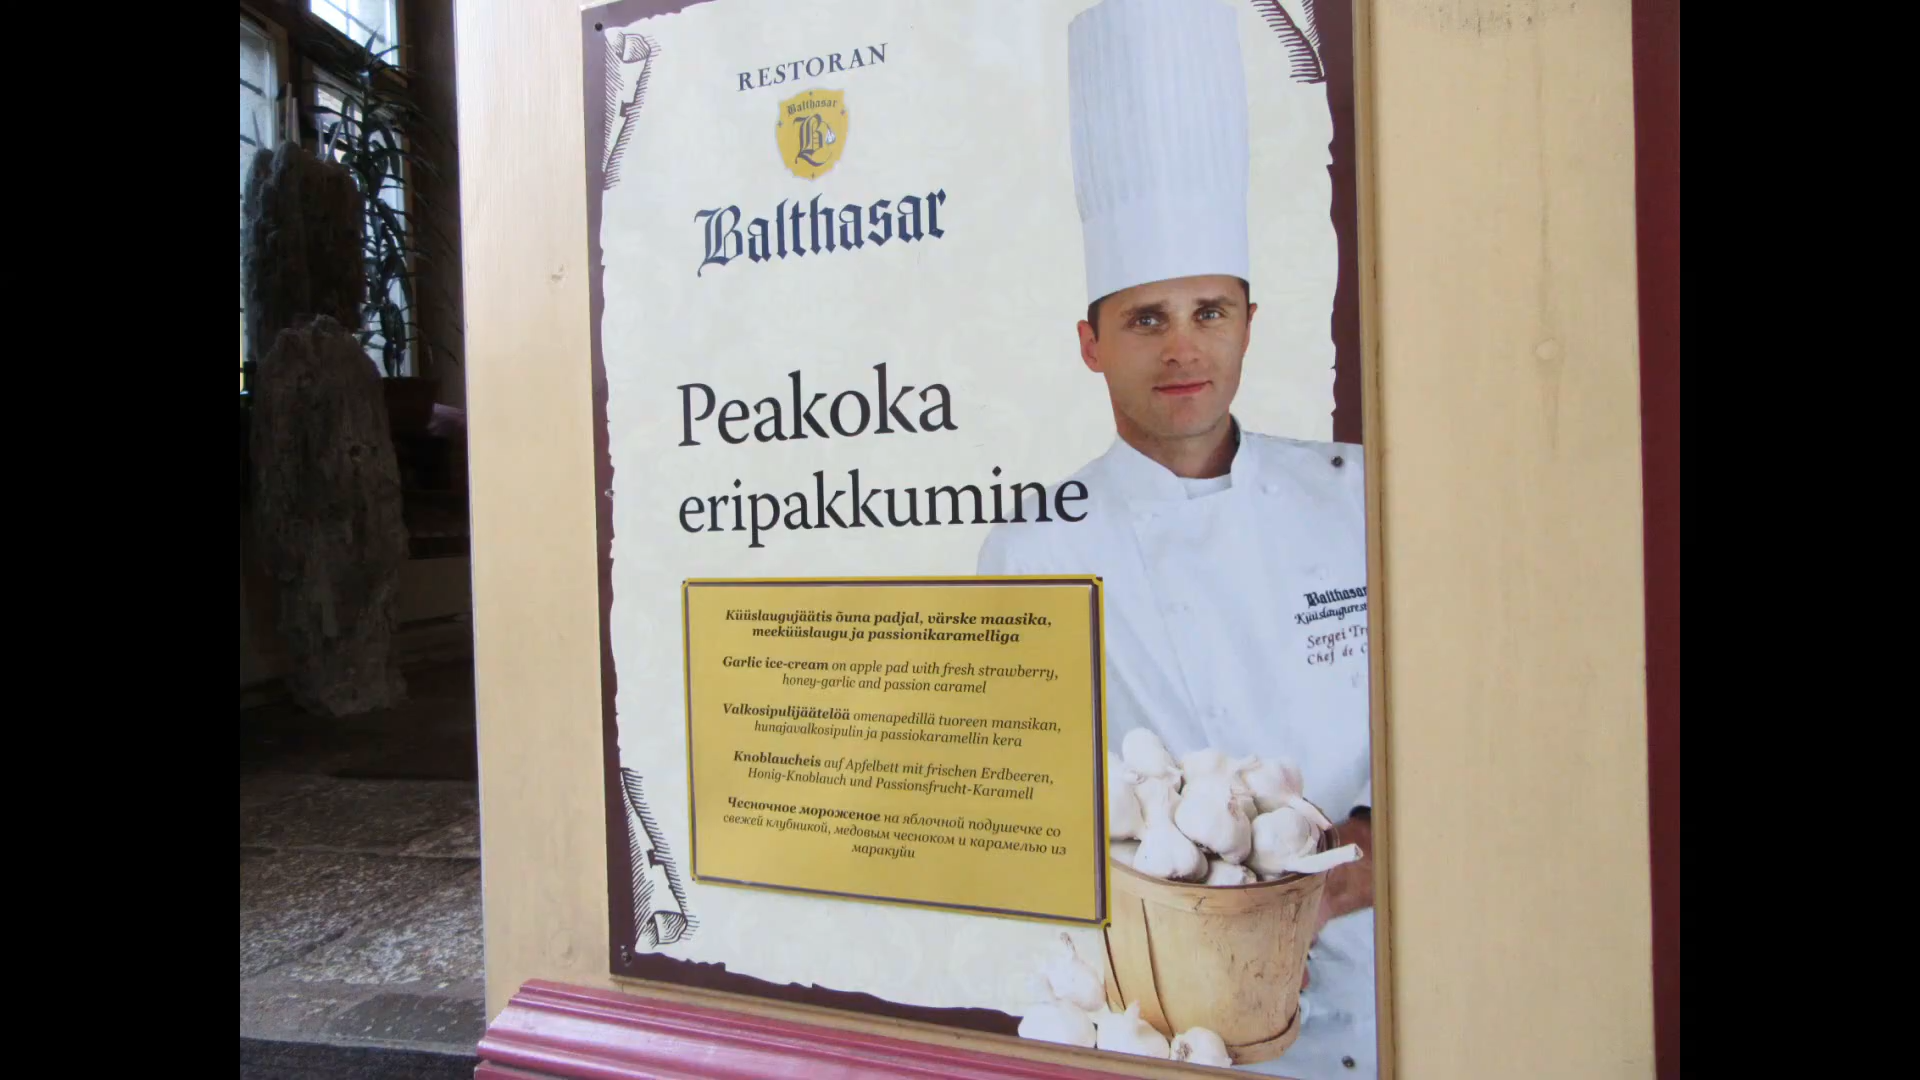 RESTORAN
Balthasar
B
Balthasar
Peakoka
eripakkumine
Küüslaugujäätis õuna padjal, värske maasika,
meeküüslaugu ja passionikaramelliga
Garlic ice-cream on apple pad with fresh strawberry,
honey-garlic and passion caramel
Valkosipulijäätelöä omenapedillä tuoreen mansikan,
hunajavalkosipulin ja passiokaramellin kera
Knoblaucheis auf Apfelbett mit frischen Erdbeeren,
Honig-Knoblauch und Passionsfrucht-Karamell
Чесночное мороженое на яблочной подушечке со
свежей клубникой, медовым чесноком и карамелью из
маракуйи
Balthasar
Sergei
Chef de